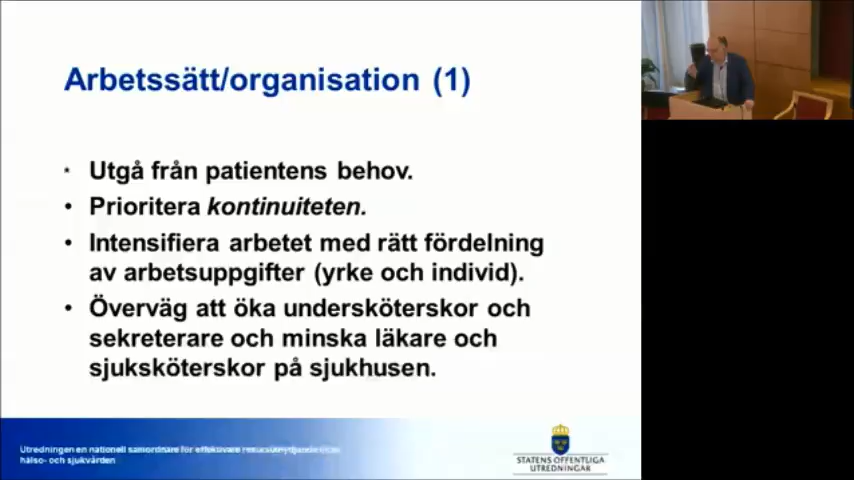 Arbetssätt/organisation (1)
* Utgå från patientens behov.
• Prioritera kontinuiteten.
• Intensifiera arbetet med rätt fördelning
av arbetsuppgifter (yrke och individ).
• Överväg att öka undersköterskor och
sekreterare och minska läkare och
sjuksköterskor på sjukhusen.
Utredningen en nationell samordnare för effektivare resursutnyttjande inom
hälso- och sjukvården
STATENS OFFENTLIGA
UTREDNINGAR